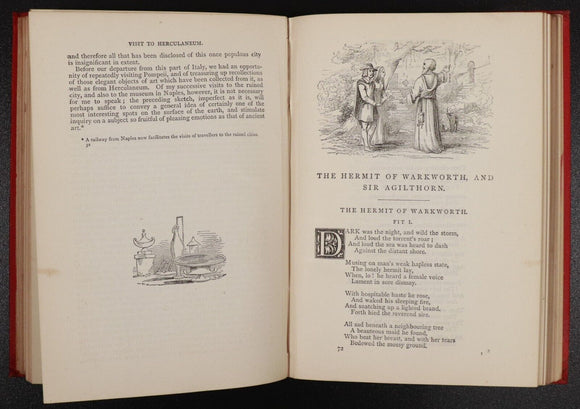 VISIT TO HERCULANEUM.
and therefore all that has been disclosed of this once populous city
is insignificant in extent.
Before our departure from this part of Italy, we had an opportunity
of repeatedly visiting Pompeii, and of treasuring up recollections
of those elegant objects of art which have been collected from it, as
well as from Herculaneum. Of my successive visits to the ruined
city, and also to the museum in Naples, however, it is not necessary
for me to speak; the preceding sketch, imperfect as it is, will
perhaps suffice to convey a general idea of certainly one of the
most interesting spots on the surface of the earth, and stimulate
inquiry on a subject so fruitful of pleasing emotions as that of ancient
art.*
* A railway from Naples now facilitates the visits of travellers to the ruined cities.
32
THE HERMIT OF WARKWORTH, AND
SIR AGILTHORN.
THE HERMIT OF WARKWORTH.
FIT I.
DARK was the night, and wild the storm,
And loud the torrent's roar;
And loud the sea was heard to dash
Against the distant shore.
Musing on man's weak hapless state,
The lonely hermit lay,
When, lo! he heard a female voice
Lament in sore dismay.
With hospitable haste he rose,
And waked his sleeping fire,
And snatching up a lighted brand,
Forth hied the reverend sire.
All sad beneath a neighbouring tree
A beauteous maid he found,
Who beat her breast, and with her tears
Bedewed the mossy ground.
72
1